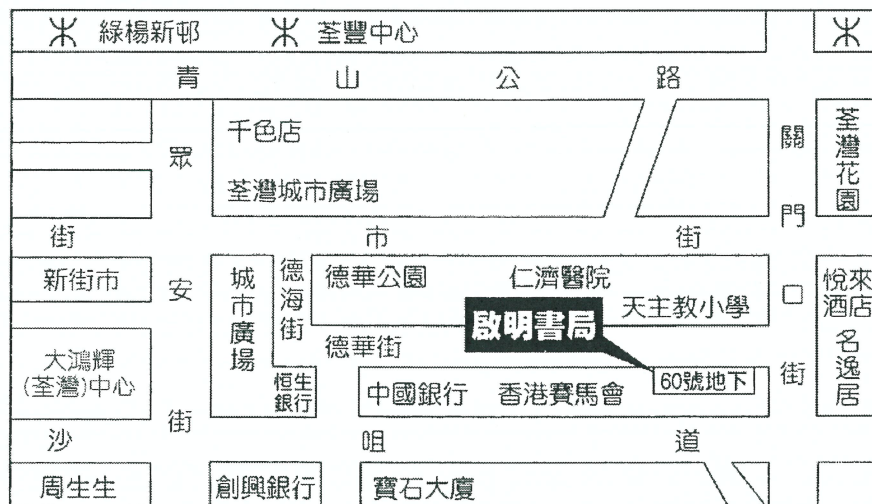 綠楊新邨
荃豐中心
青山公路
千色店
荃灣城市廣場
眾安街
關門口街
荃灣花園
街市街
新街市
城市廣場
德海街
德華公園
仁濟醫院
天主教小學
悅來酒店
名逸居
啟明書局
德華街
大鴻輝
(荃灣)中心
恒生
銀行
中國銀行
香港賽馬會
60號地下
沙咀道
周生生
創興銀行
寶石大廈